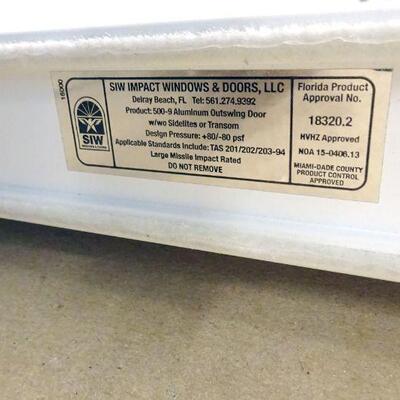 16000
SIW IMPACT WINDOWS & DOORS, LLC
Delray Beach, FL Tel: 561.274.9392
Product: 500-9 Aluminum Outswing Door
w/wo Sidelites or Transom
Design Pressure: +80/-80 psf
Applicable Standards Include: TAS 201/202/203-94
Large Missile Impact Rated
DO NOT REMOVE
SIW
Florida Product
Approval No.
18320.2
HVHZ Approved
NOA 15-0406.13
MIAMI-DADE COUNTY
PRODUCT CONTROL
APPROVED